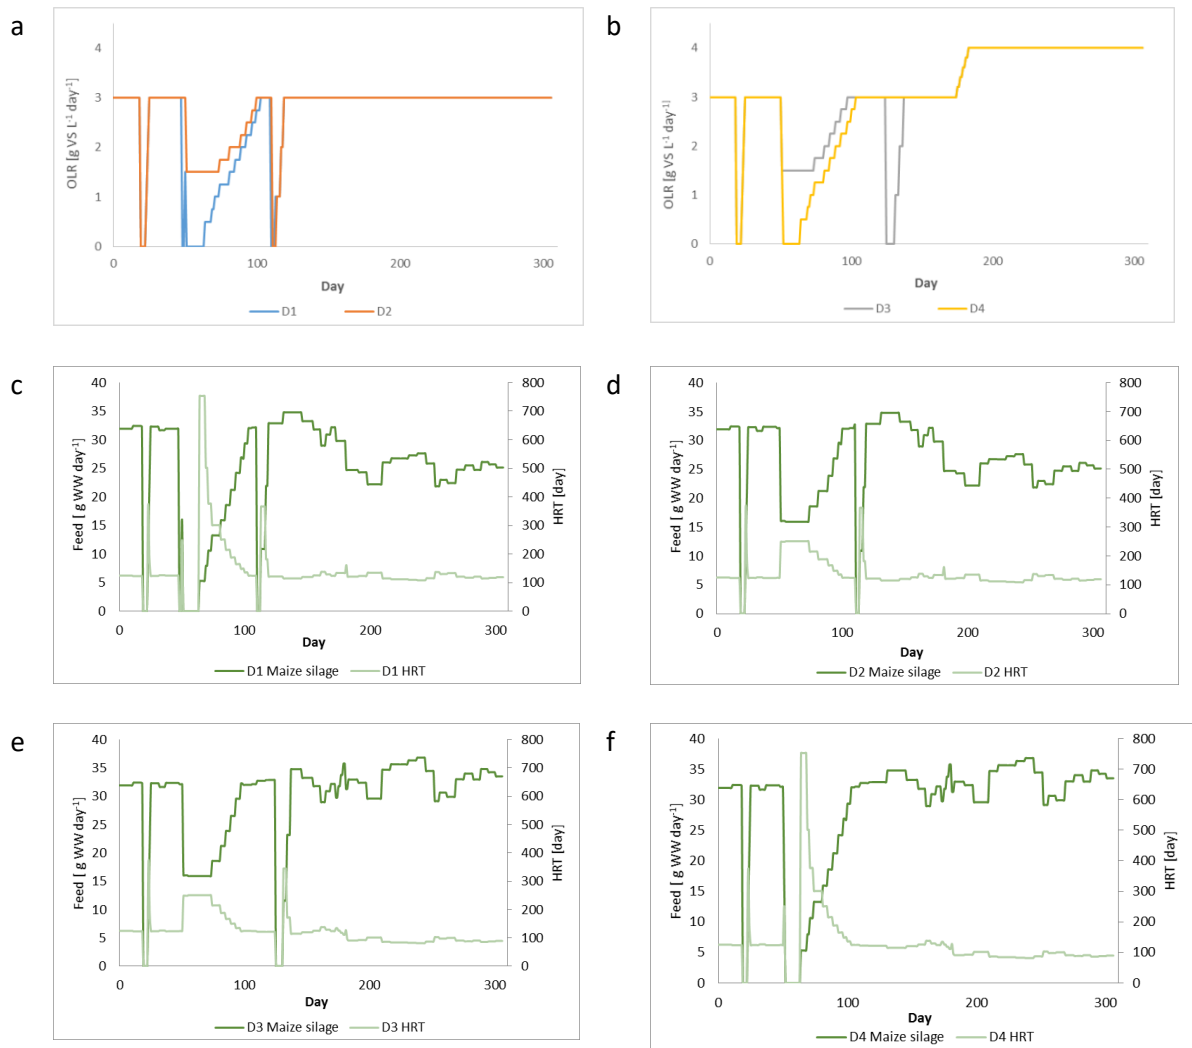 a
OLR [g VS L-1 day-1]
4
3
2
1
0
0 100 200 300
Day
D1 D2
b
OLR [g VS L-1 day-1]
4
3
2
1
0
0 100 200 300
Day
D3 D4
c
Feed [ g WW day-1]
40
35
30
25
20
15
10
5
0
800
700
600
500
400
300
200
100
0
HRT [day]
0 100 200 300
Day
D1 Maize silage D1 HRT
d
Feed [ g WW day-1]
40
35
30
25
20
15
10
5
0
800
700
600
500
400
300
200
100
0
HRT [day]
0 100 200 300
Day
D2 Maize silage D2 HRT
e
Feed [ g WW day-1]
40
35
30
25
20
15
10
5
0
800
700
600
500
400
300
200
100
0
HRT [day]
0 100 200 300
Day
D3 Maize silage D3 HRT
f
Feed [ g WW day-1]
40
35
30
25
20
15
10
5
0
800
700
600
500
400
300
200
100
0
HRT [day]
0 100 200 300
Day
D4 Maize silage D4 HRT